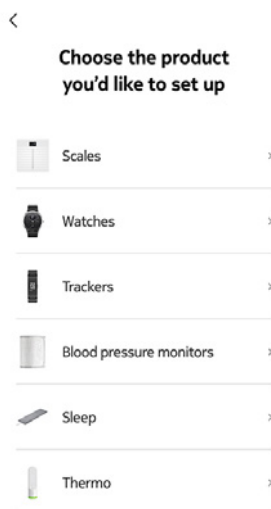 Choose the product
you'd like to set up
Scales
Watches
Trackers
Blood pressure monitors
Sleep
Thermo